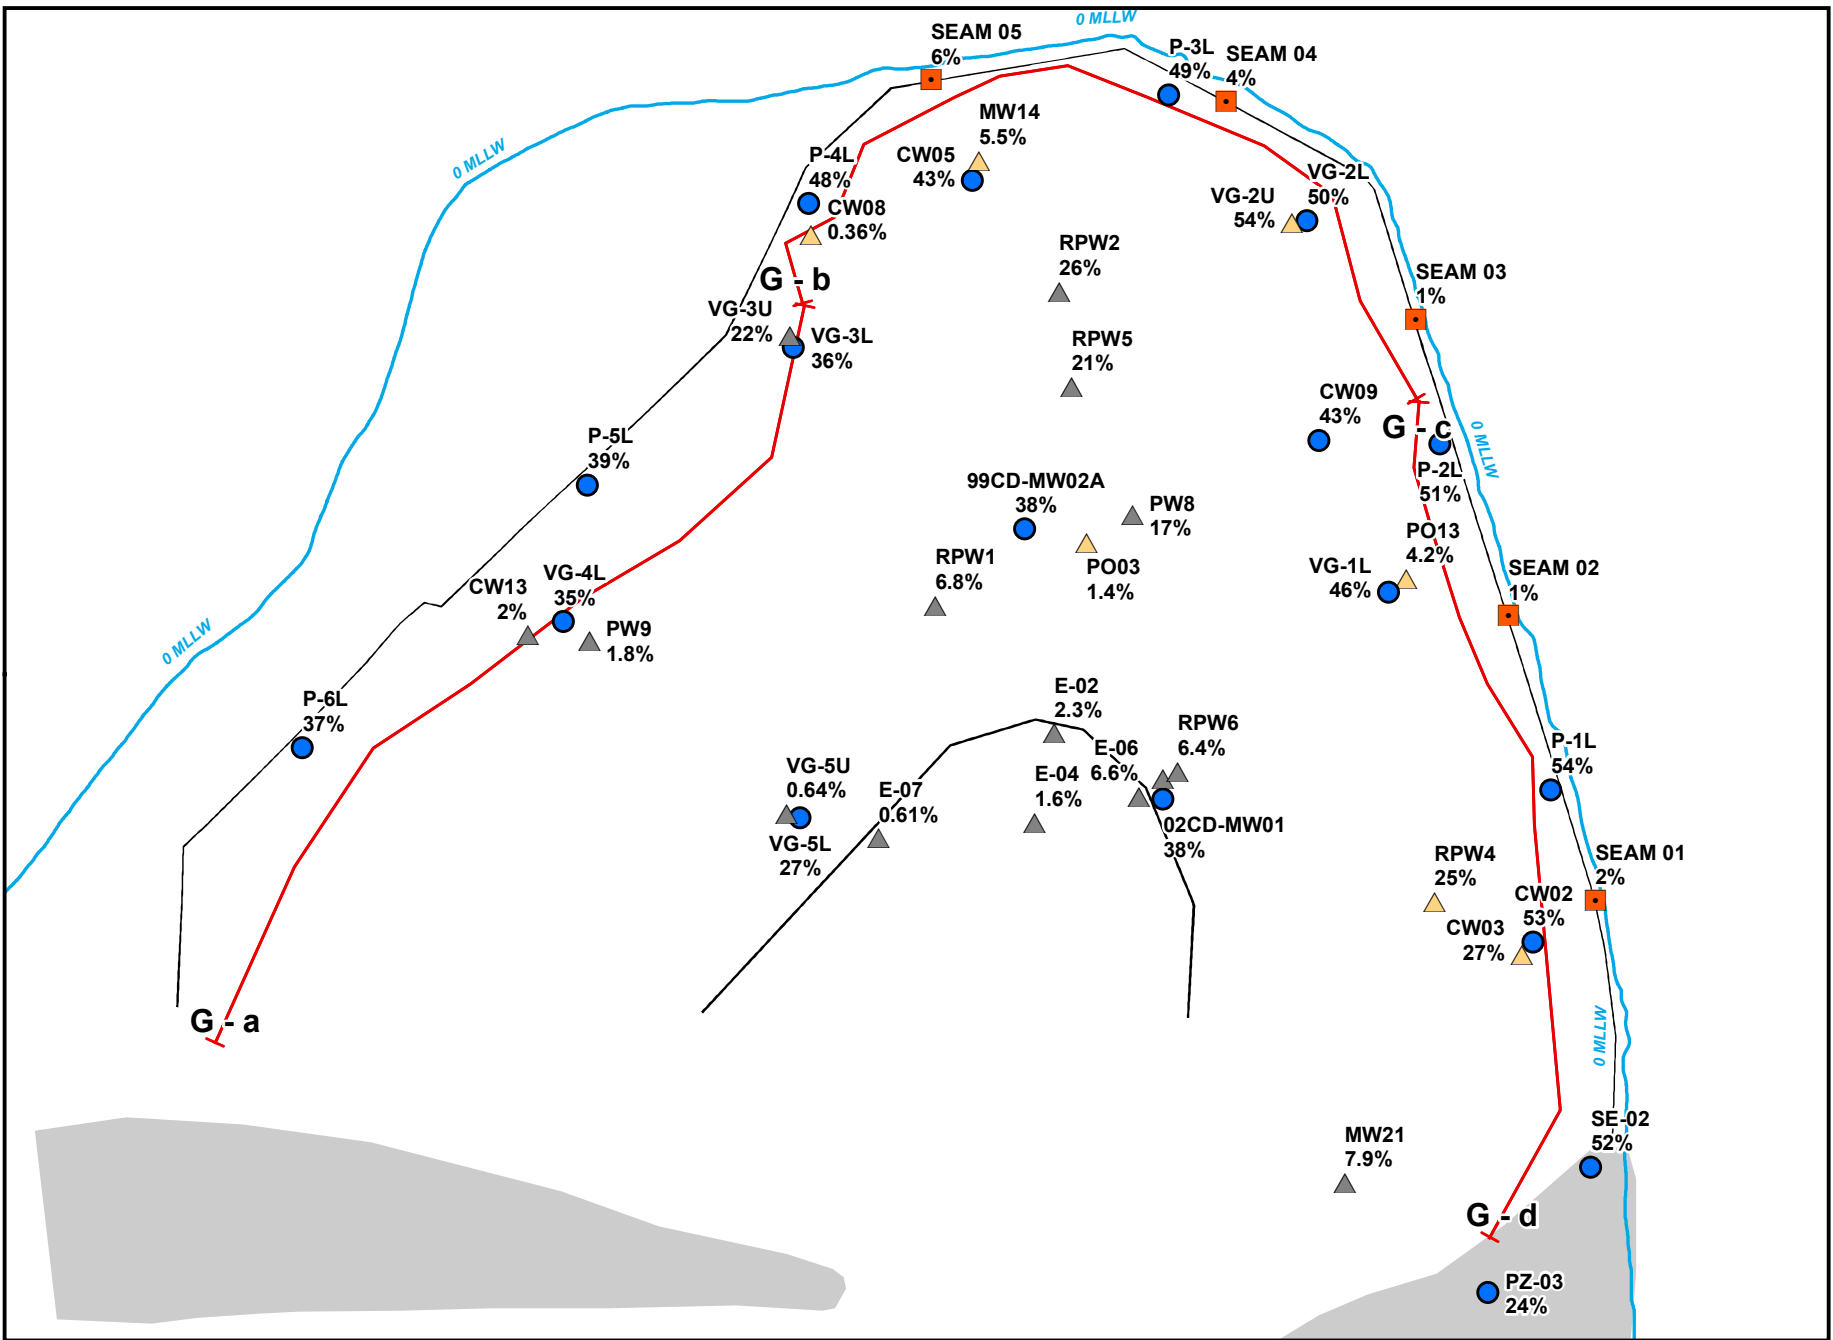 0 MLLW
SEAM 05
6%
P-3L
49%
SEAM 04
4%
MW14
5.5%
CW05
43%
P-4L
48%
0 MLLW
VG-2L
50%
VG-2U
54%
CW08
0.36%
RPW2
26%
G - b
SEAM 03
1%
VG-3U
22%
VG-3L
36%
RPW5
21%
CW09
43%
G - c
P-5L
39%
0 MLLW
P-2L
51%
99CD-MW02A
38%
PW8
17%
PO13
4.2%
RPW1
6.8%
PO03
1.4%
VG-1L
46%
SEAM 02
1%
CW13
2%
VG-4L
35%
PW9
1.8%
0 MLLW
P-6L
37%
E-02
2.3%
RPW6
6.4%
E-06
6.6%
P-1L
54%
VG-5U
0.64%
E-07
0.61%
E-04
1.6%
VG-5L
27%
02CD-MW01
38%
RPW4
25%
SEAM 01
2%
CW02
53%
CW03
27%
G - a
0 MLLW
SE-02
52%
MW21
7.9%
G - d
PZ-03
24%